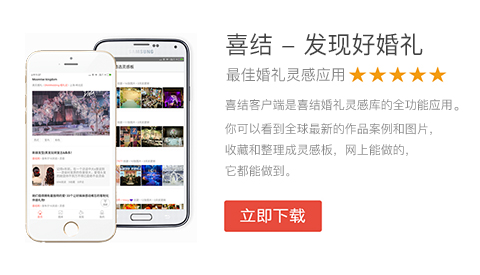 喜结 – 发现好婚礼
最佳婚礼灵感应用 ★★★★★
喜结客户端是喜结婚礼灵感库的全功能应用。
你可以看到全球最新的作品案例和图片，
收藏和整理成灵感板，网上能做的，
它都能做到。
立即下载